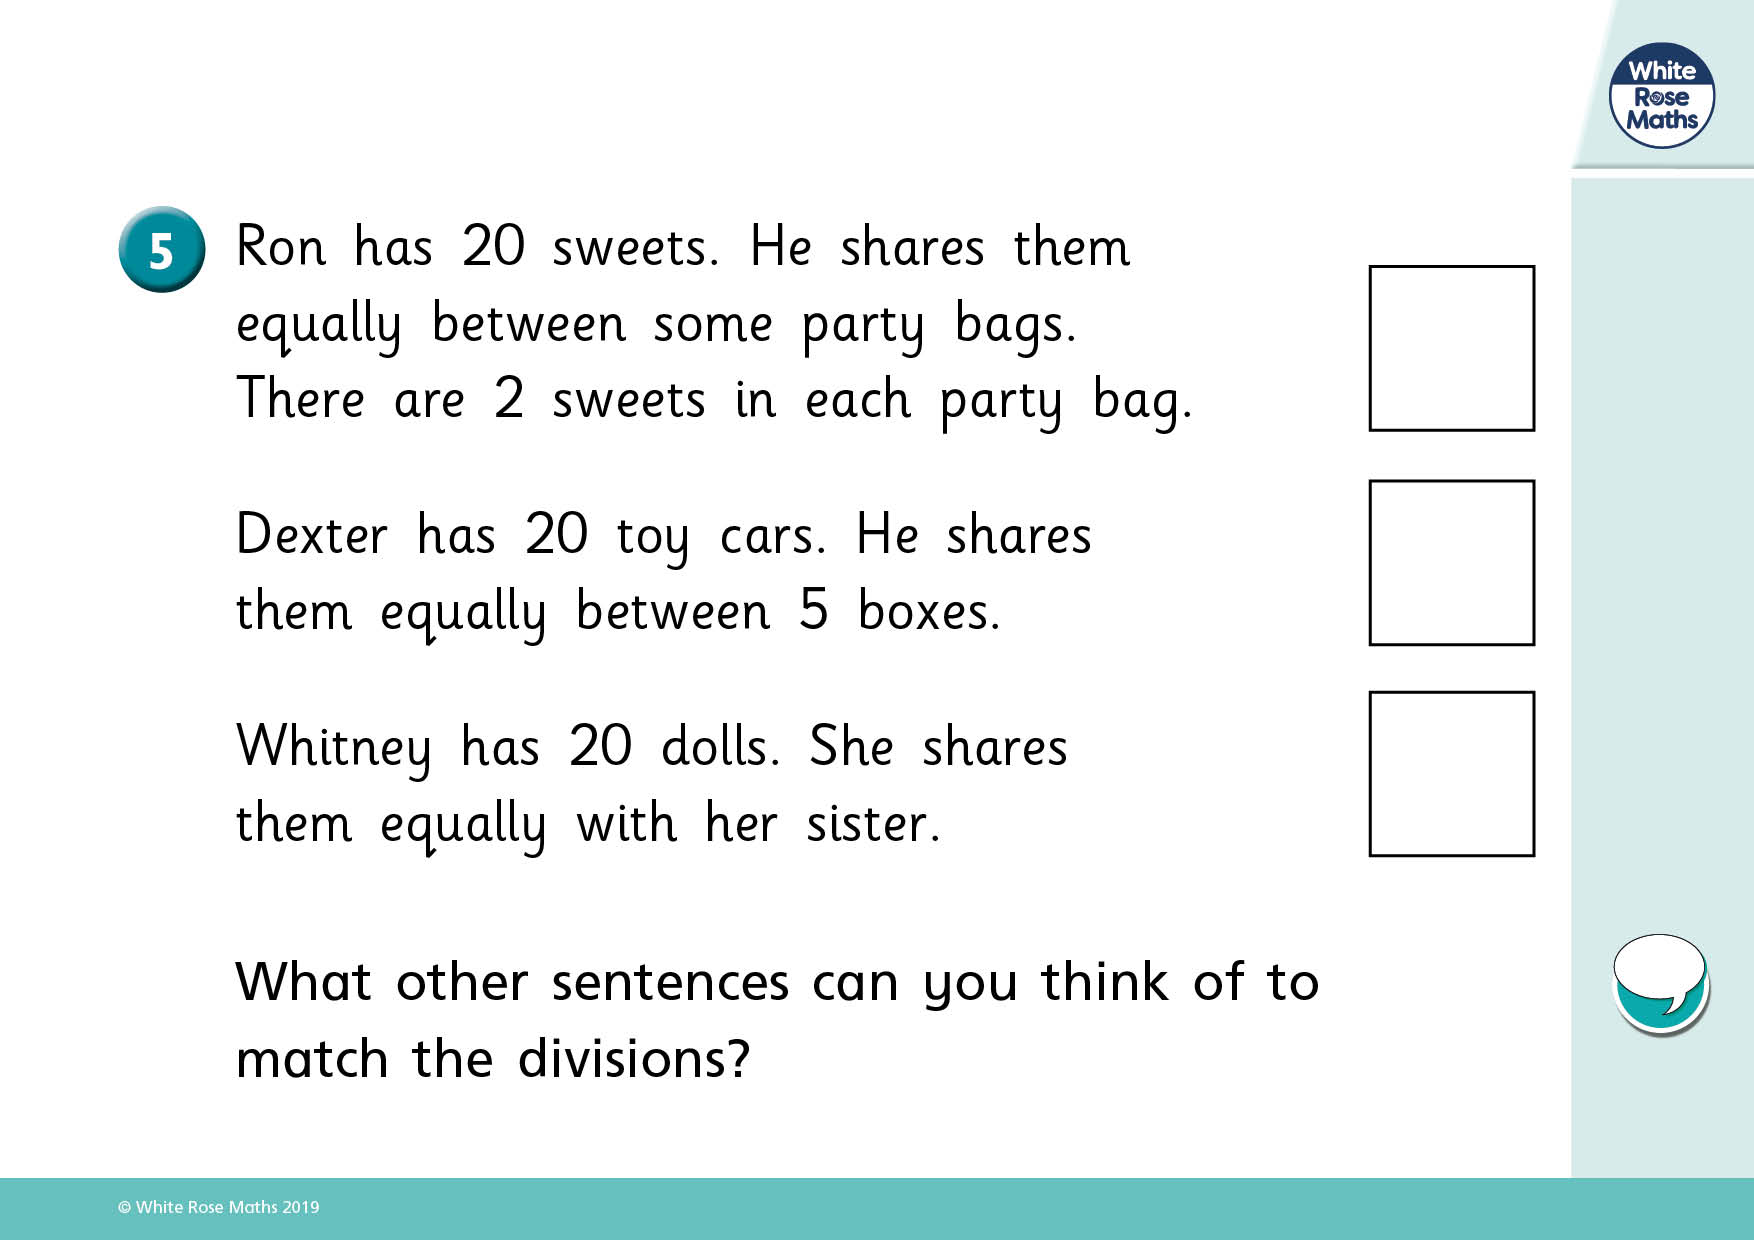 White
Rose
Maths
5
Ron has 20 sweets. He shares them
equally between some party bags.
There are 2 sweets in each party bag.
Dexter has 20 toy cars. He shares
them equally between 5 boxes.
Whitney has 20 dolls. She shares
them equally with her sister.
What other sentences can you think of to
match the divisions?
© White Rose Maths 2019